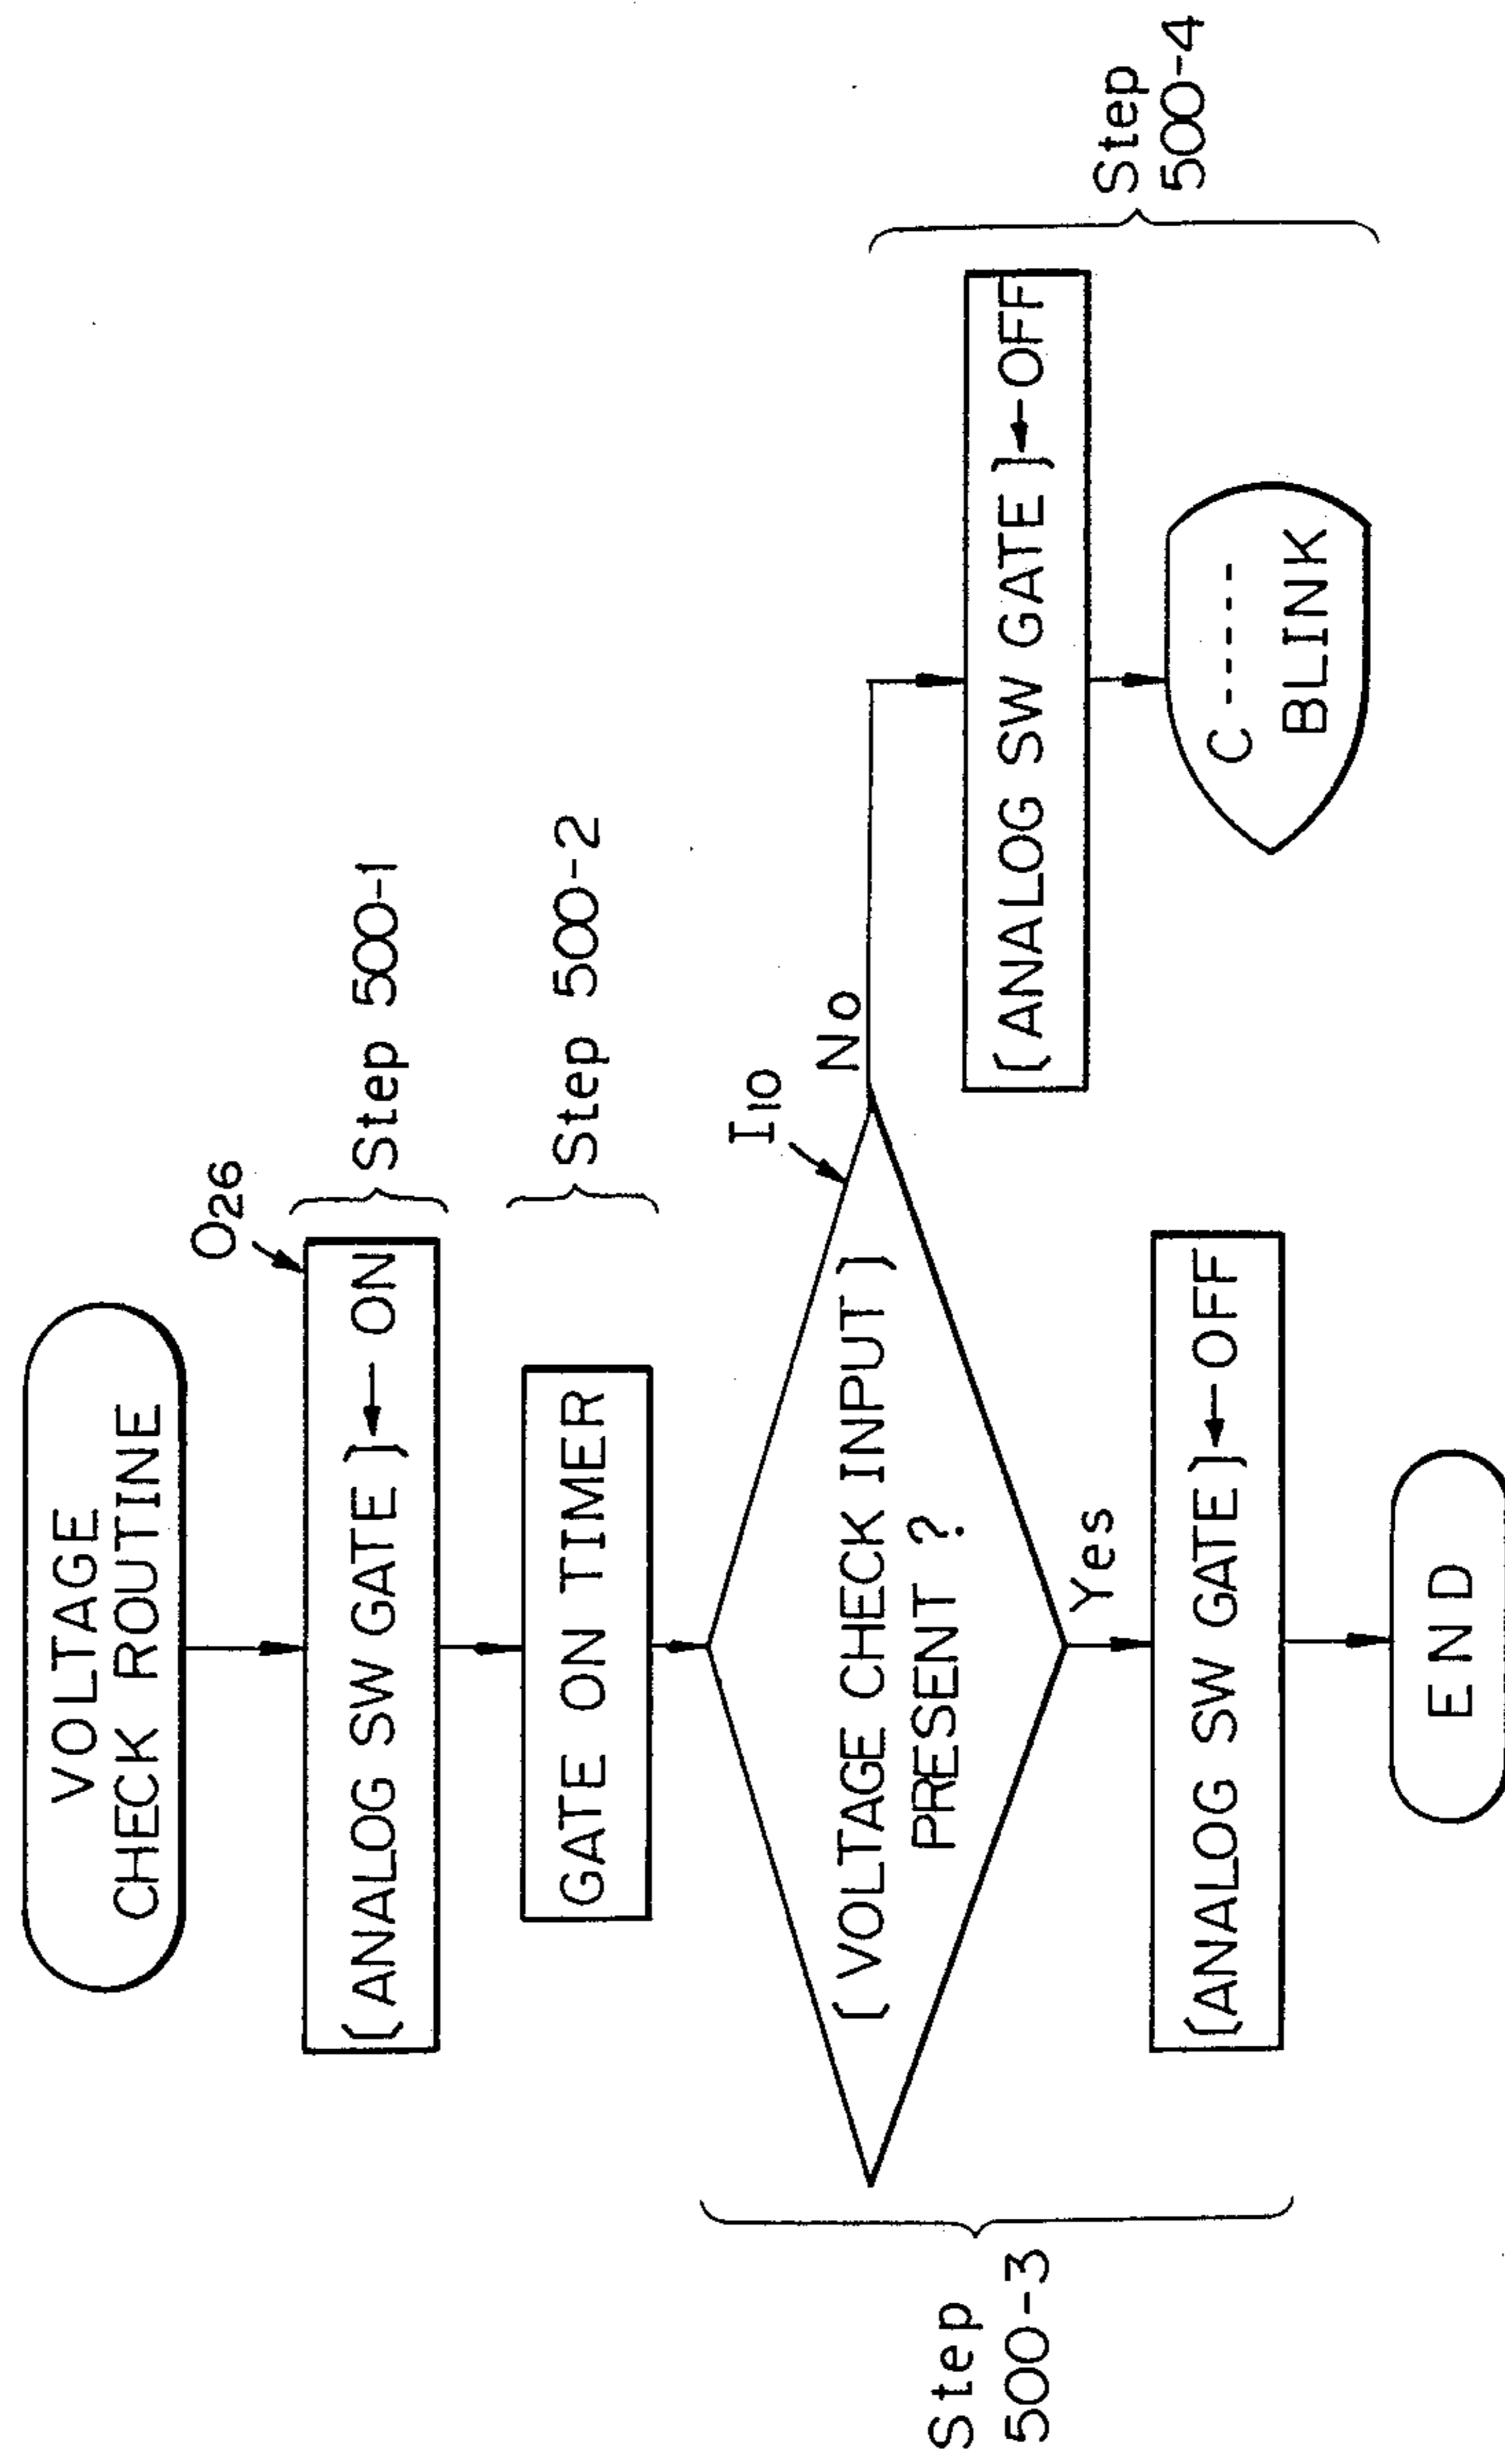 VOLTAGE
CHECK ROUTINE
O26
(ANALOG SW GATE)← ON
Step 500-1
GATE ON TIMER
Step 500-2
I10
(VOLTAGE CHECK INPUT)
PRESENT ?
No
Yes
Step
500-3
(ANALOG SW GATE)←OFF
END
(ANALOG SW GATE)←OFF
C------
BLINK
Step
500-4